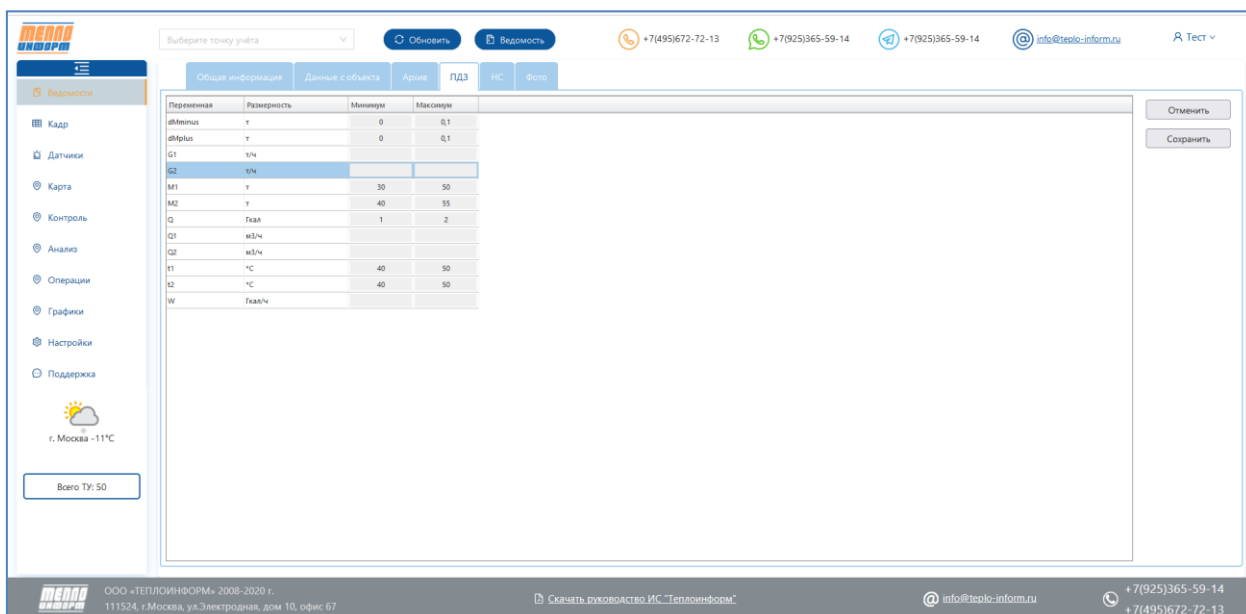 ТЕПЛО
ИНФОРМ
Выберите точку учёта
Обновить
Ведомость
+7(495)672-72-13
+7(925)365-59-14
+7(925)365-59-14
info@teplo-inform.ru
Тест
Общая информация
Данные с объекта
Архив
ПДЗ
НС
Фото
Ведомости
Кадр
Датчики
Карта
Контроль
Анализ
Операции
Графики
Настройки
Поддержка
г. Москва -11°C
Всего ТУ: 50
Переменная Размерность Минимум Максимум
dMminus т 0 0,1
dMplus т 0 0,1
G1 т/ч
G2 т/ч
M1 т 30 50
M2 т 40 55
Q Гкал 1 2
Q1 м3/ч
Q2 м3/ч
t1 °C 40 50
t2 °C 40 50
W Гкал/ч
Отменить
Сохранить
ТЕПЛО
ИНФОРМ
ООО «ТЕПЛОИНФОРМ» 2008-2020 г.
111524, г.Москва, ул.Электродная, дом 10, офис 67
Скачать руководство ИС "Теплоинформ"
info@teplo-inform.ru
+7(925)365-59-14
+7(495)672-72-13